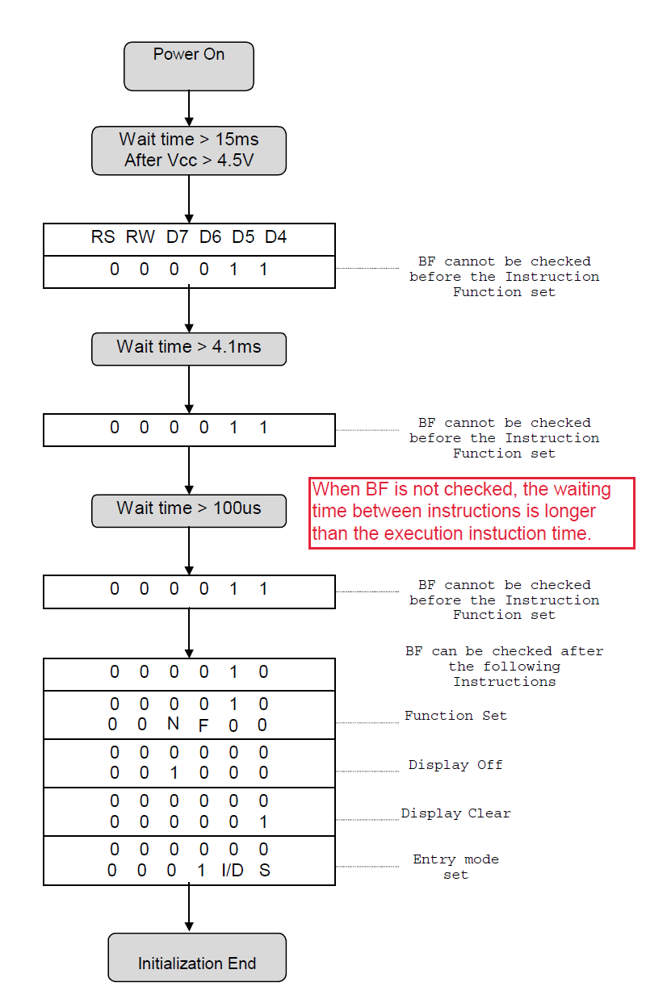 Power On
Wait time > 15ms
After Vcc > 4.5V
RS RW D7 D6 D5 D4
0 0 0 0 1 1
BF cannot be checked
before the Instruction
Function set
Wait time > 4.1ms
0 0 0 0 1 1
BF cannot be checked
before the Instruction
Function set
Wait time > 100us
When BF is not checked, the waiting
time between instructions is longer
than the execution instuction time.
0 0 0 0 1 1
BF cannot be checked
before the Instruction
Function set
BF can be checked after
the following
Instructions
0 0 0 0 1 0
0 0 0 0 1 0
0 0 N F 0 0
Function Set
0 0 0 0 0 0
0 0 1 0 0 0
Display Off
0 0 0 0 0 0
0 0 0 0 0 1
Display Clear
0 0 0 0 0 0
0 0 0 1 I/D S
Entry mode
set
Initialization End